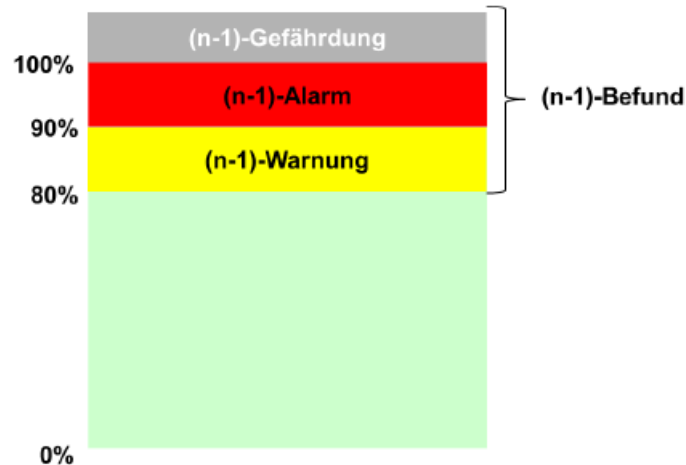 (n-1)-Gefährdung
100%
(n-1)-Alarm
(n-1)-Befund
90%
(n-1)-Warnung
80%
0%